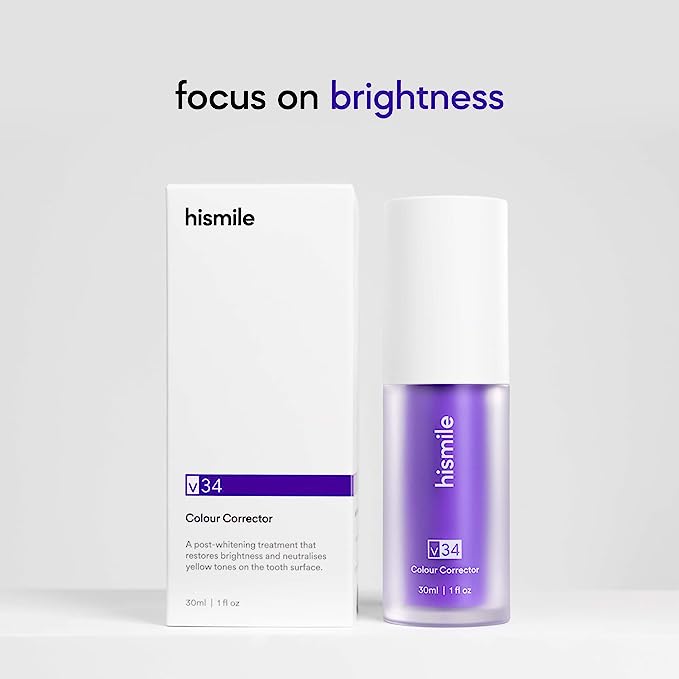 focus on brightness
hismile
v34
Colour Corrector
A post-whitening treatment that
restores brightness and neutralises
yellow tones on the tooth surface.
30ml | 1 fl oz
hismile
v34
Colour Corrector
30ml | 1 fl oz